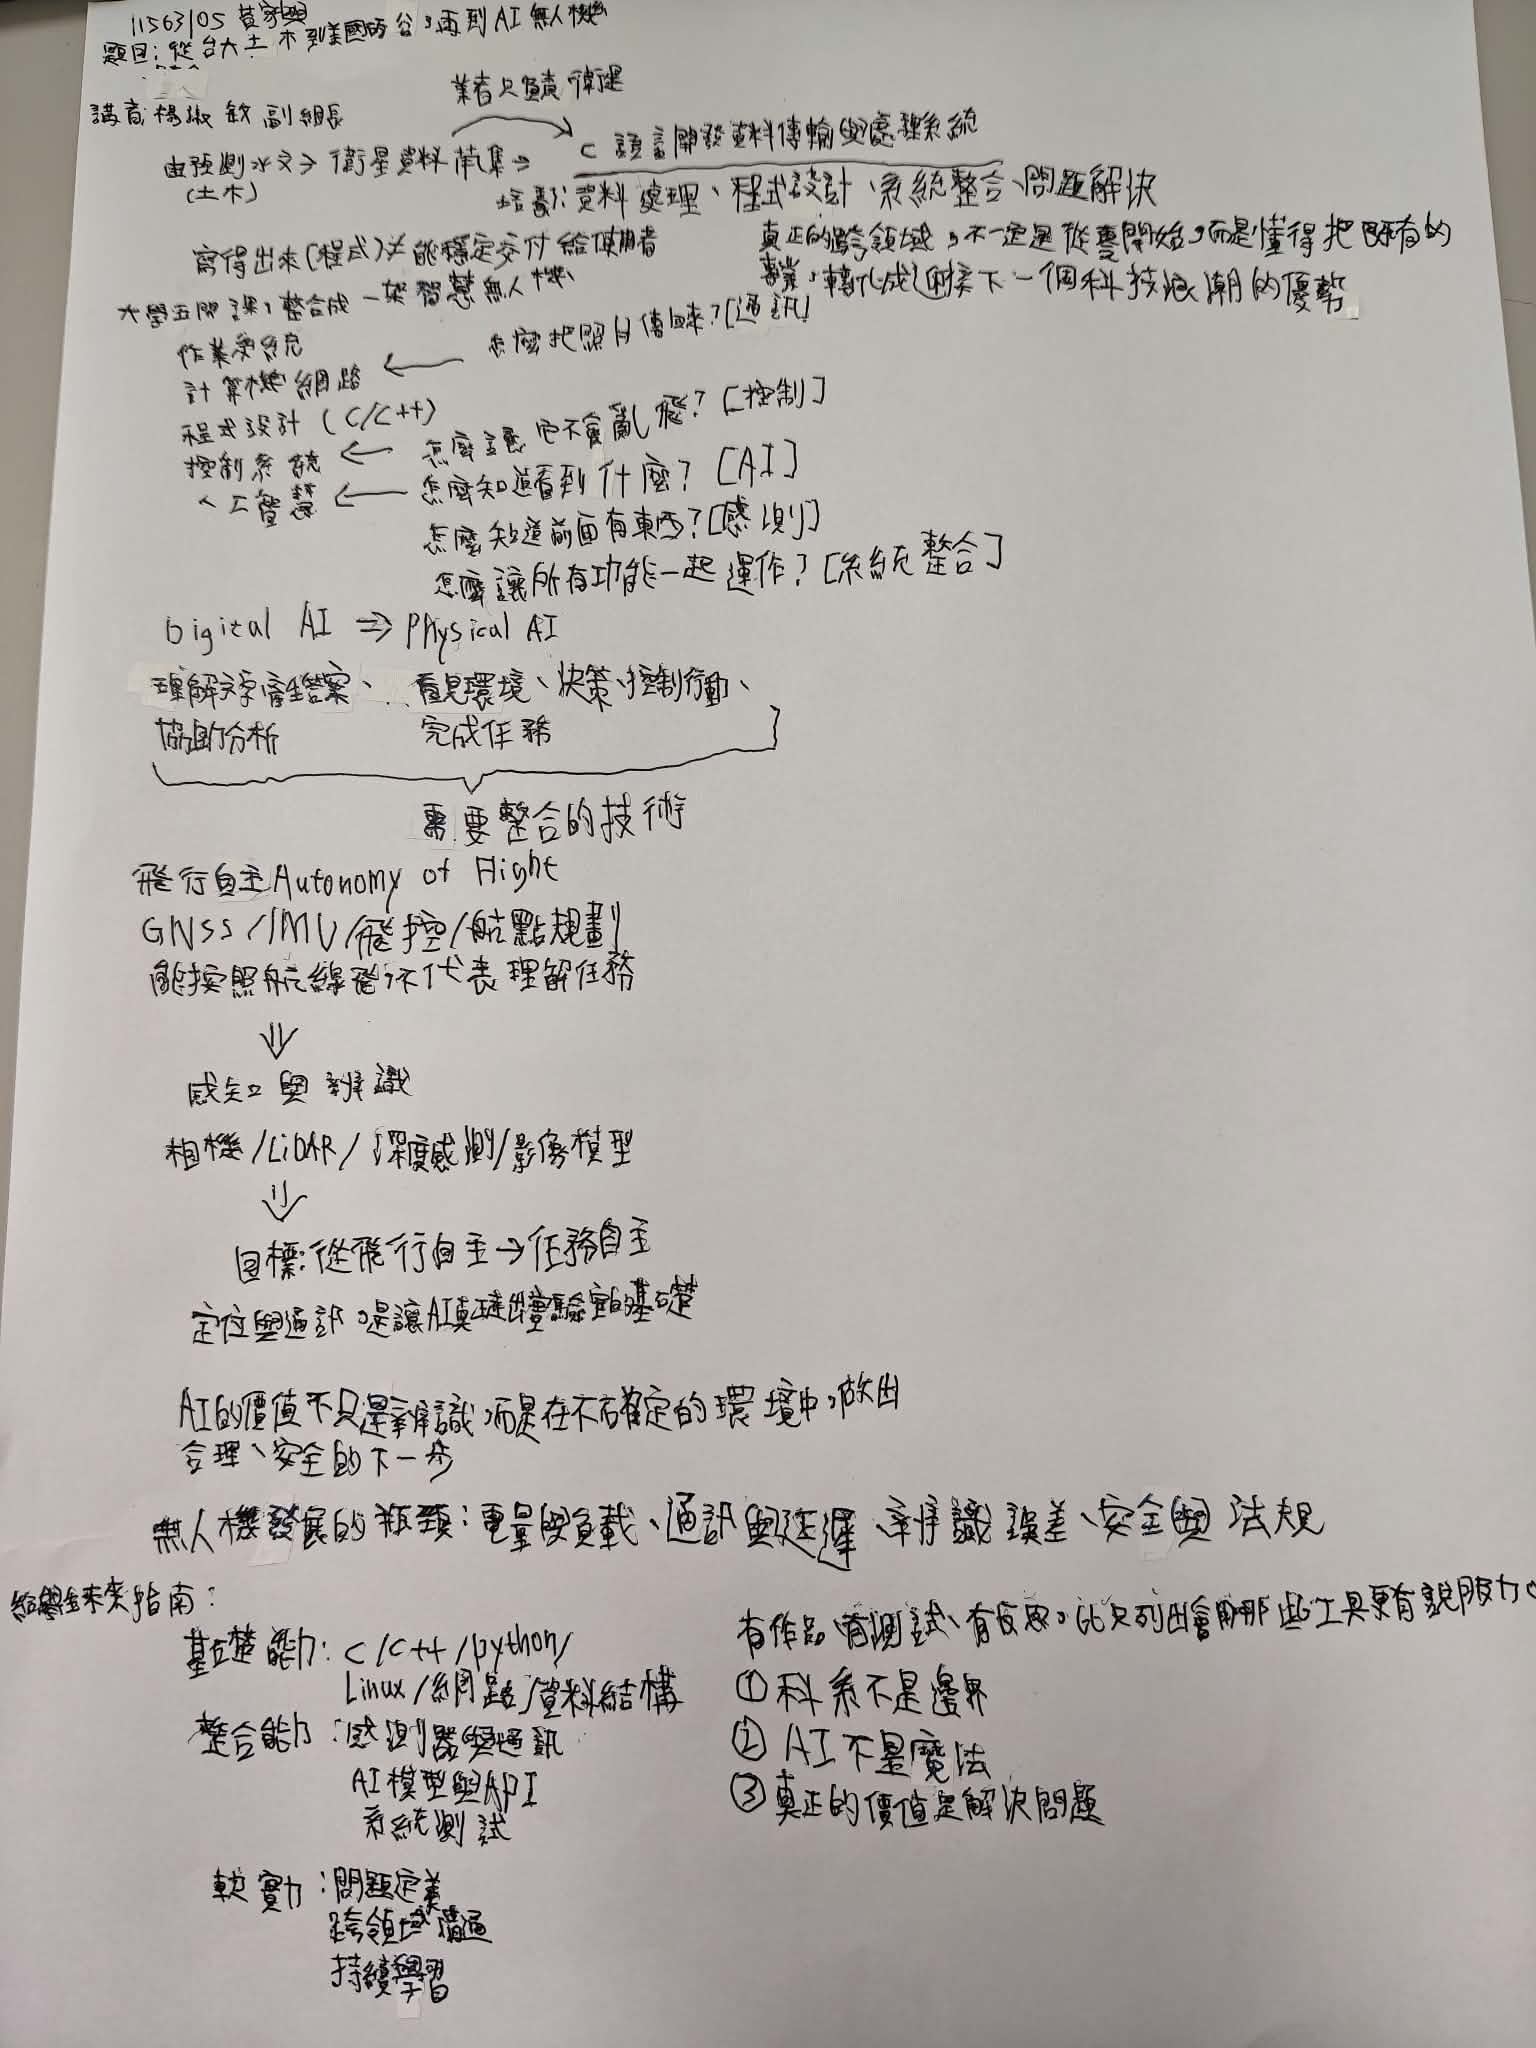 11563105 黃家興
題目:從台大土木到美國矽谷,再到AI無人機
講者:楊淑敏 副組長
業者只負責衛星
由預測水文→衛星資料蒐集→ C語言開發資料傳輸與處理系統
(土木)
培養:資料處理、程式設計、系統整合、問題解決
寫得出來(程式)≠能穩定交付給使用者
真正的跨領域,不一定是從零開始,而是懂得把既有的
專業,轉化成迎接下一個科技浪潮的優勢
大學五門課,整合成一架智慧無人機
作業系統
計算機網路 ← 怎麼把照片傳回來?[通訊]
程式設計 (C/C++)
控制系統 ← 怎麼讓它不會亂飛?[控制]
人工智慧 ← 怎麼知道看到什麼?[AI]
怎麼知道前面有東西?[感測]
怎麼讓所有功能一起運作?[系統整合]
Digital AI ⇒ Physical AI
理解文字產生答案、 看見環境、決策、控制行動、
協助分析 完成任務
需要整合的技術
飛行自主Autonomy of Flight
GNSS/IMU/飛控/航點規劃
能按照航線飛,不代表理解任務
⇓
感知與辨識
相機/LiDAR/深度感測/影像模型
⇓
目標:從飛行自主→任務自主
定位與通訊,是讓AI真正走出實驗室的基礎
AI的價值不只是辨識,而是在不確定的環境中,做出
合理、安全的下一步
無人機發展的瓶頸:電量與負載、通訊與延遲、辨識誤差、安全與法規
給學生未來指南:
基礎能力:C/C++/python/
Linux/網路/資料結構
整合能力:感測器與通訊
AI模型與API
系統測試
軟實力:問題定義
跨領域溝通
持續學習
有作品、有測試、有反思,比只列出會用哪些工具更有說服力。
①科系不是邊界
②AI不是魔法
③真正的價值是解決問題